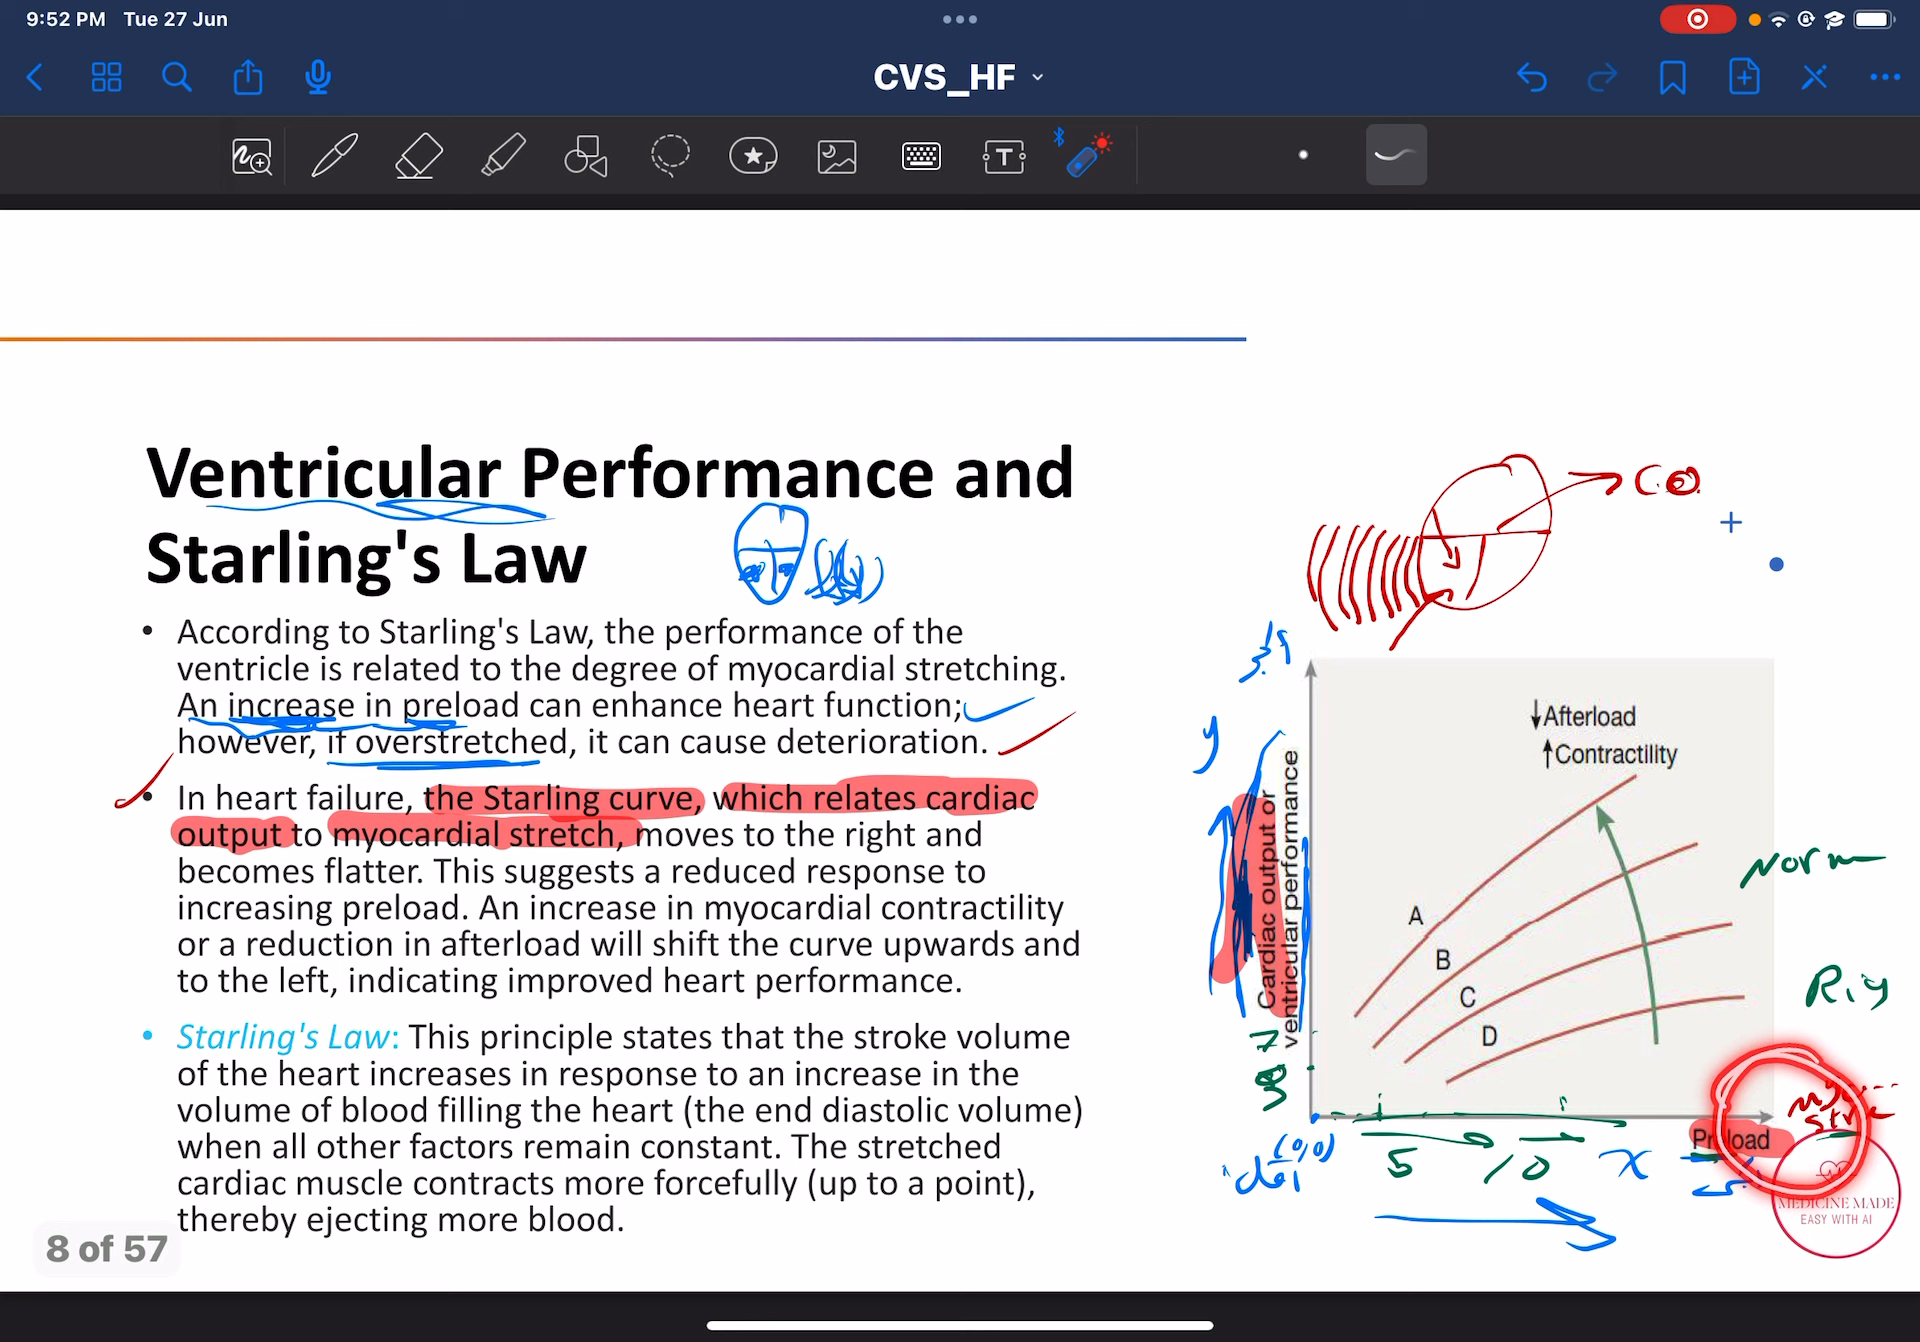 9:52 PM Tue 27 Jun
CVS_HF
T
Ventricular Performance and
Starling's Law
• According to Starling's Law, the performance of the
ventricle is related to the degree of myocardial stretching.
An increase in preload can enhance heart function;
however, if overstretched, it can cause deterioration.
• In heart failure, the Starling curve, which relates cardiac
output to myocardial stretch, moves to the right and
becomes flatter. This suggests a reduced response to
increasing preload. An increase in myocardial contractility
or a reduction in afterload will shift the curve upwards and
to the left, indicating improved heart performance.
• Starling's Law: This principle states that the stroke volume
of the heart increases in response to an increase in the
volume of blood filling the heart (the end diastolic volume)
when all other factors remain constant. The stretched
cardiac muscle contracts more forcefully (up to a point),
thereby ejecting more blood.
8 of 57
C.O.
y
Cardiac output or
ventricular performance
↓Afterload
↑Contractility
A
B
C
D
Norm
Rig
7
(0,0)
5
10
x
Preload
MEDICINE MADE
EASY WITH AI